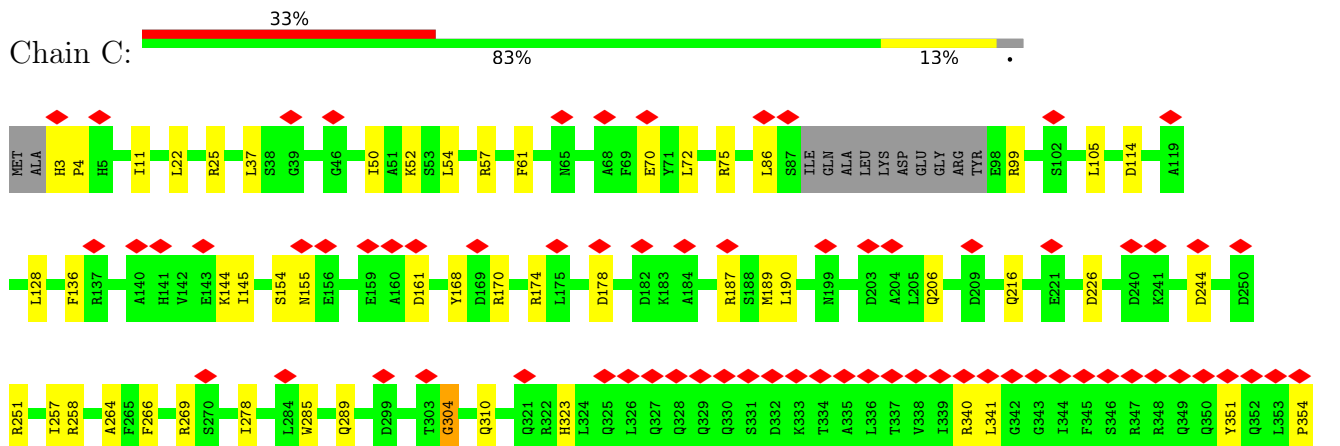 33%
Chain C:
83% 13% •
MET ALA H3 P4 H5 I11 L22 R25 L37 S38 G39 G46 I50 A51 K52 S53 L54 R57 F61 N65 A68 F69 E70 Y71 L72 R75 L86 S87 ILE GLN ALA LEU LYS ASP GLU GLY ARG TYR E98 R99 S102 L105 D114 A119
L128 F136 R137 A140 H141 V142 E143 K144 I145 S154 N155 E156 E159 A160 D161 Y168 D169 R170 R174 L175 D178 D182 K183 A184 R187 S188 M189 L190 N199 D203 A204 L205 Q206 D209 Q216 E221 D226 D240 K241 D244 D250
R251 I257 R258 A264 F265 F266 R269 S270 I278 L284 W285 Q289 D299 T303 G304 Q310 Q321 R322 H323 L324 Q325 L326 Q327 Q328 Q329 Q330 S331 D332 K333 T334 A335 L336 T337 V338 I339 R340 L341 G342 G343 I344 F345 S346 R347 R348 Q349 Q350 Y351 Q352 L353 P354